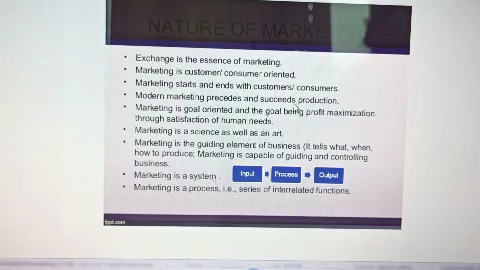 NATURE OF MARKE
• Exchange is the essence of marketing.
• Marketing is customer/ consumer oriented.
• Marketing starts and ends with customers/ consumers.
• Modern marketing precedes and succeeds production.
• Marketing is goal oriented and the goal being profit maximization
through satisfaction of human needs.
• Marketing is a science as well as an art.
• Marketing is the guiding element of business (It tells what, when,
how to produce; Marketing is capable of guiding and controlling
business.
• Marketing is a system . Input Process Output
• Marketing is a process, i.e., series of interrelated functions.
fppt.com